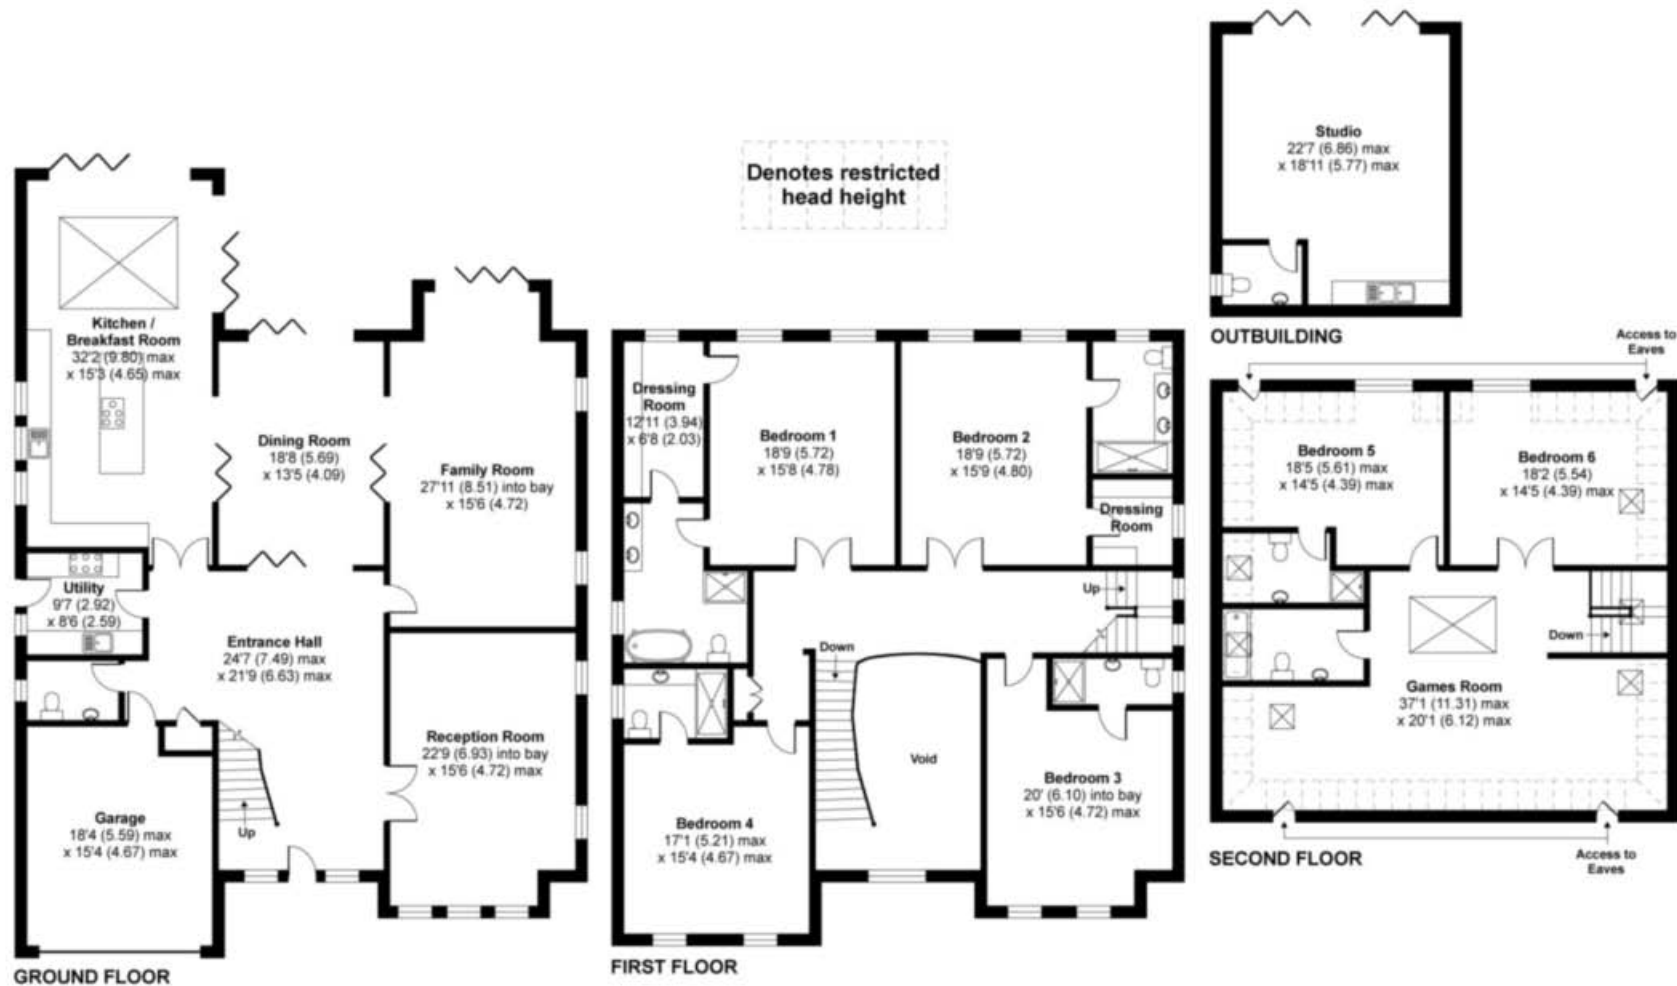 Kitchen /
Breakfast Room
32'2 (9.80) max
x 15'3 (4.65) max
Dining Room
18'8 (5.69)
x 13'5 (4.09)
Family Room
27'11 (8.51) into bay
x 15'6 (4.72)
Utility
9'7 (2.92)
x 8'6 (2.59)
Entrance Hall
24'7 (7.49) max
x 21'9 (6.63) max
Reception Room
22'9 (6.93) into bay
x 15'6 (4.72) max
Garage
18'4 (5.59) max
x 15'4 (4.67) max
Up
GROUND FLOOR
Denotes restricted
head height
Dressing
Room
12'11 (3.94)
x 6'8 (2.03)
Bedroom 1
18'9 (5.72)
x 15'8 (4.78)
Bedroom 2
18'9 (5.72)
x 15'9 (4.80)
Dressing
Room
Up
Down
Void
Bedroom 3
20' (6.10) into bay
x 15'6 (4.72) max
Bedroom 4
17'1 (5.21) max
x 15'4 (4.67) max
FIRST FLOOR
Studio
22'7 (6.86) max
x 18'11 (5.77) max
OUTBUILDING
Access to
Eaves
Bedroom 5
18'5 (5.61) max
x 14'5 (4.39) max
Bedroom 6
18'2 (5.54)
x 14'5 (4.39) max
Down
Games Room
37'1 (11.31) max
x 20'1 (6.12) max
SECOND FLOOR
Access to
Eaves